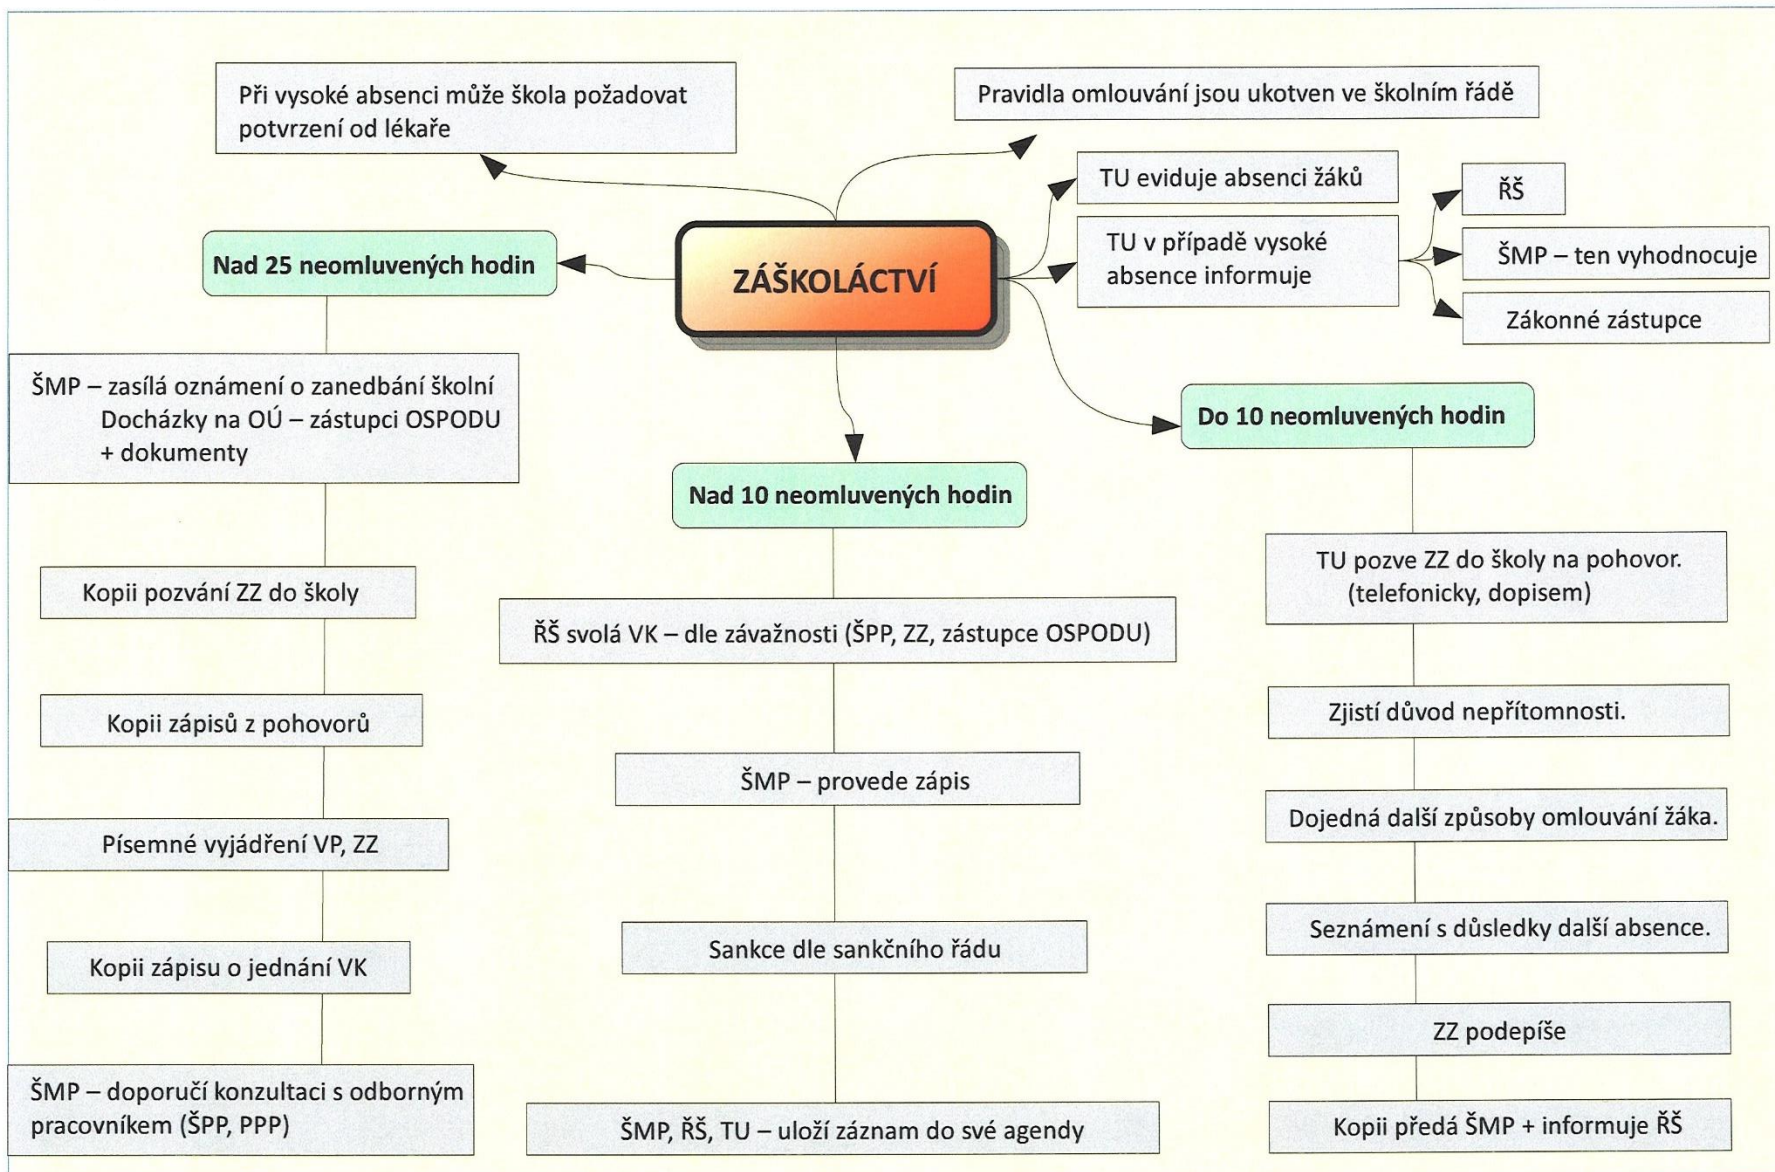 Při vysoké absenci může škola požadovat
potvrzení od lékaře
Pravidla omlouvání jsou ukotven ve školním řádě
TU eviduje absenci žáků
TU v případě vysoké
absence informuje
ŘŠ
ŠMP – ten vyhodnocuje
Zákonné zástupce
ZÁŠKOLÁCTVÍ
Nad 25 neomluvených hodin
ŠMP – zasílá oznámení o zanedbání školní
Docházky na OÚ – zástupci OSPODU
+ dokumenty
Kopii pozvání ZZ do školy
Kopii zápisů z pohovorů
Písemné vyjádření VP, ZZ
Kopii zápisu o jednání VK
ŠMP – doporučí konzultaci s odborným
pracovníkem (ŠPP, PPP)
Nad 10 neomluvených hodin
ŘŠ svolá VK – dle závažnosti (ŠPP, ZZ, zástupce OSPODU)
ŠMP – provede zápis
Sankce dle sankčního řádu
ŠMP, ŘŠ, TU – uloží záznam do své agendy
Do 10 neomluvených hodin
TU pozve ZZ do školy na pohovor.
(telefonicky, dopisem)
Zjistí důvod nepřítomnosti.
Dojedná další způsoby omlouvání žáka.
Seznámení s důsledky další absence.
ZZ podepíše
Kopii předá ŠMP + informuje ŘŠ